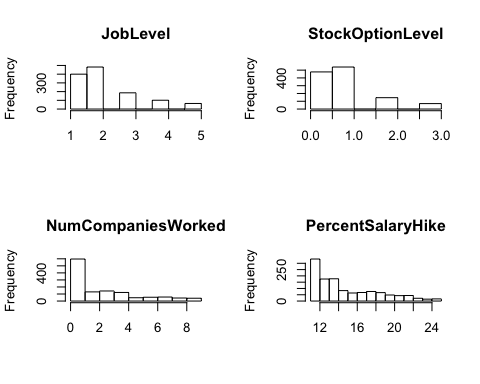 JobLevel
Frequency
0 300
1 2 3 4 5
StockOptionLevel
Frequency
0 400
0.0 1.0 2.0 3.0
NumCompaniesWorked
Frequency
0 400
0 2 4 6 8
PercentSalaryHike
Frequency
0 250
12 16 20 24